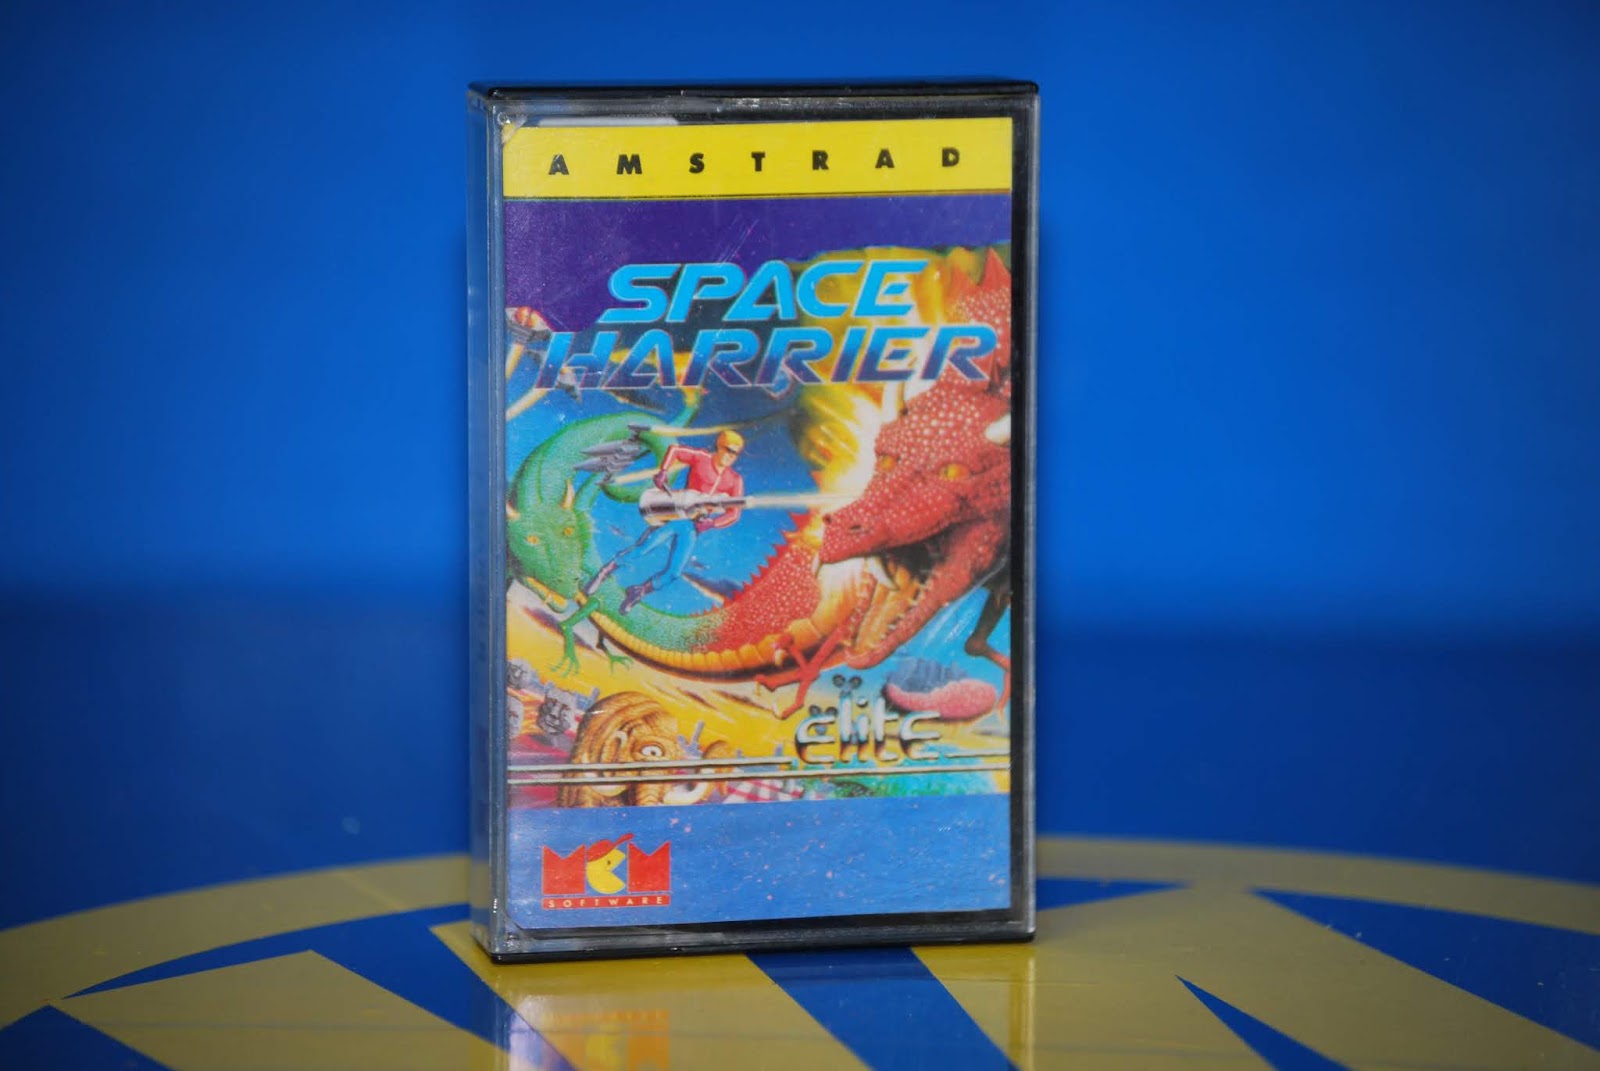 AMSTRAD
SPACE
HARRIER
elite
MCM
SOFTWARE